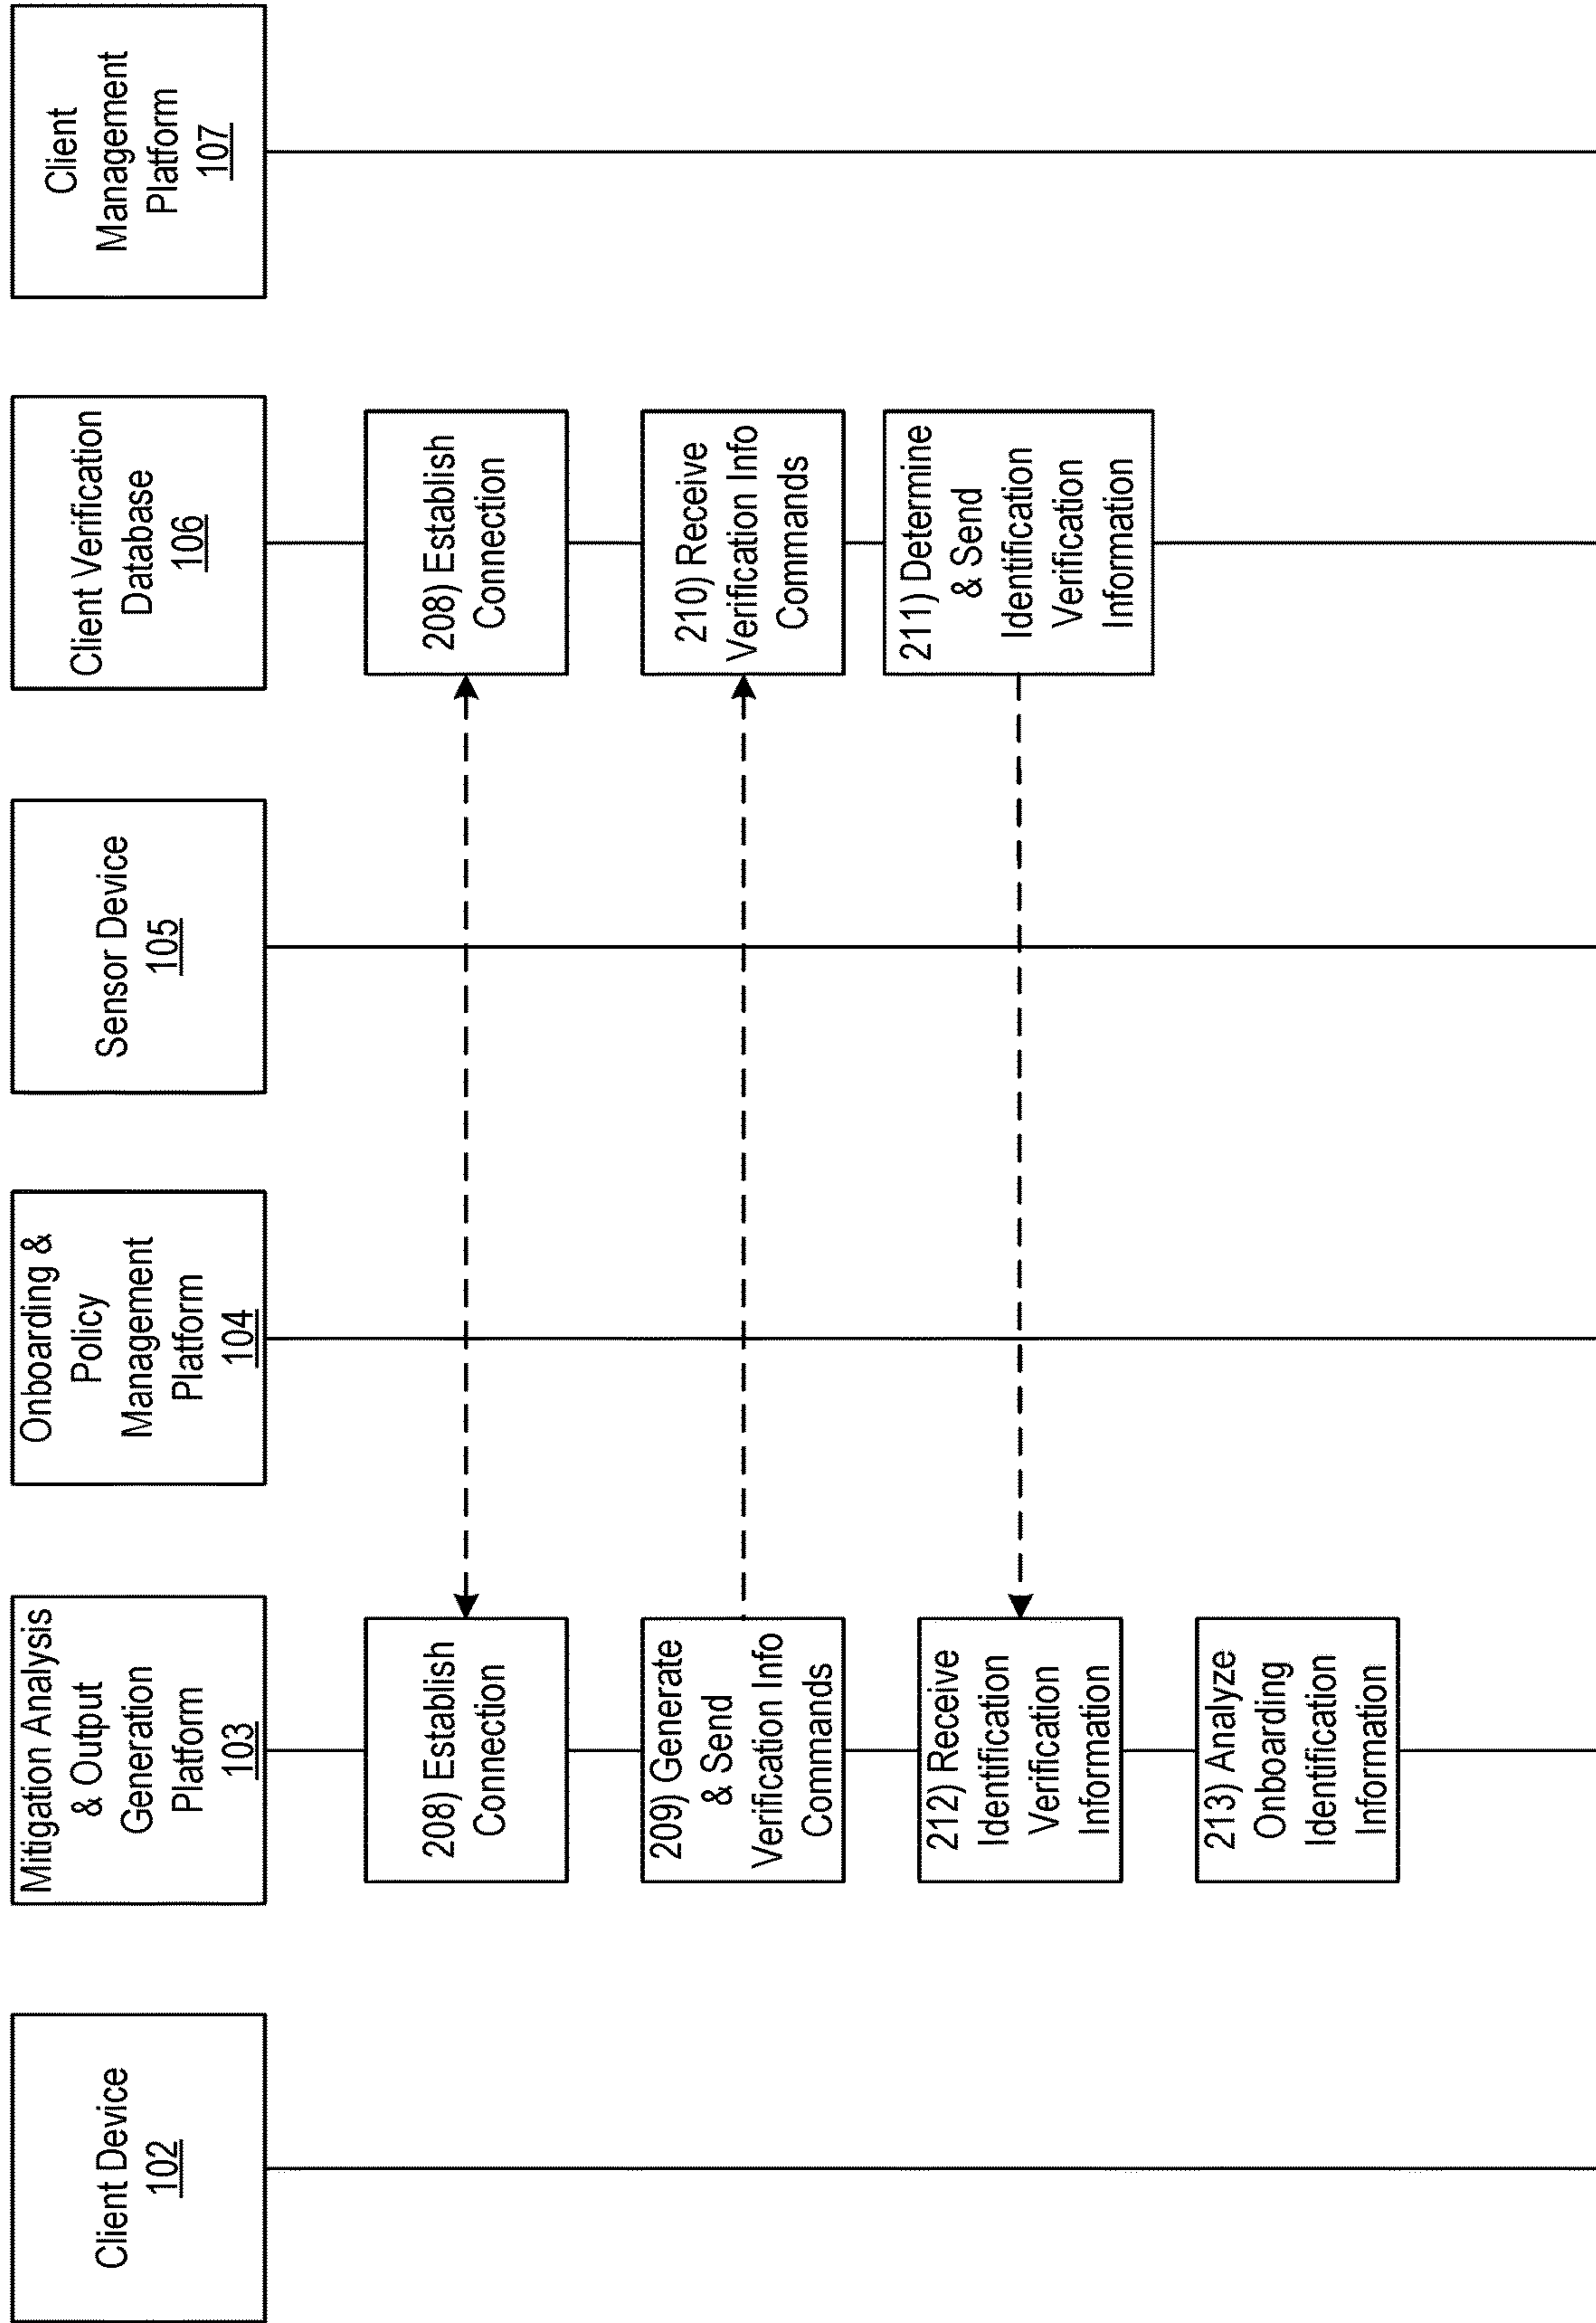 Client Device
102
Mitigation Analysis
& Output
Generation
Platform
103
Onboarding &
Policy
Management
Platform
104
Sensor Device
105
Client Verification
Database
106
Client
Management
Platform
107
208) Establish
Connection
208) Establish
Connection
209) Generate
& Send
Verification Info
Commands
210) Receive
Verification Info
Commands
211) Determine
& Send
Identification
Verification
Information
212) Receive
Identification
Verification
Information
213) Analyze
Onboarding
Identification
Information